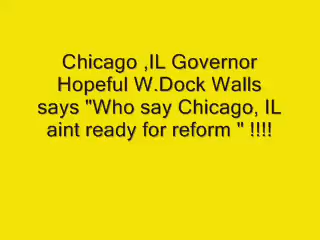 Chicago ,IL Governor
Hopeful W.Dock Walls
says "Who say Chicago, IL
aint ready for reform " !!!!